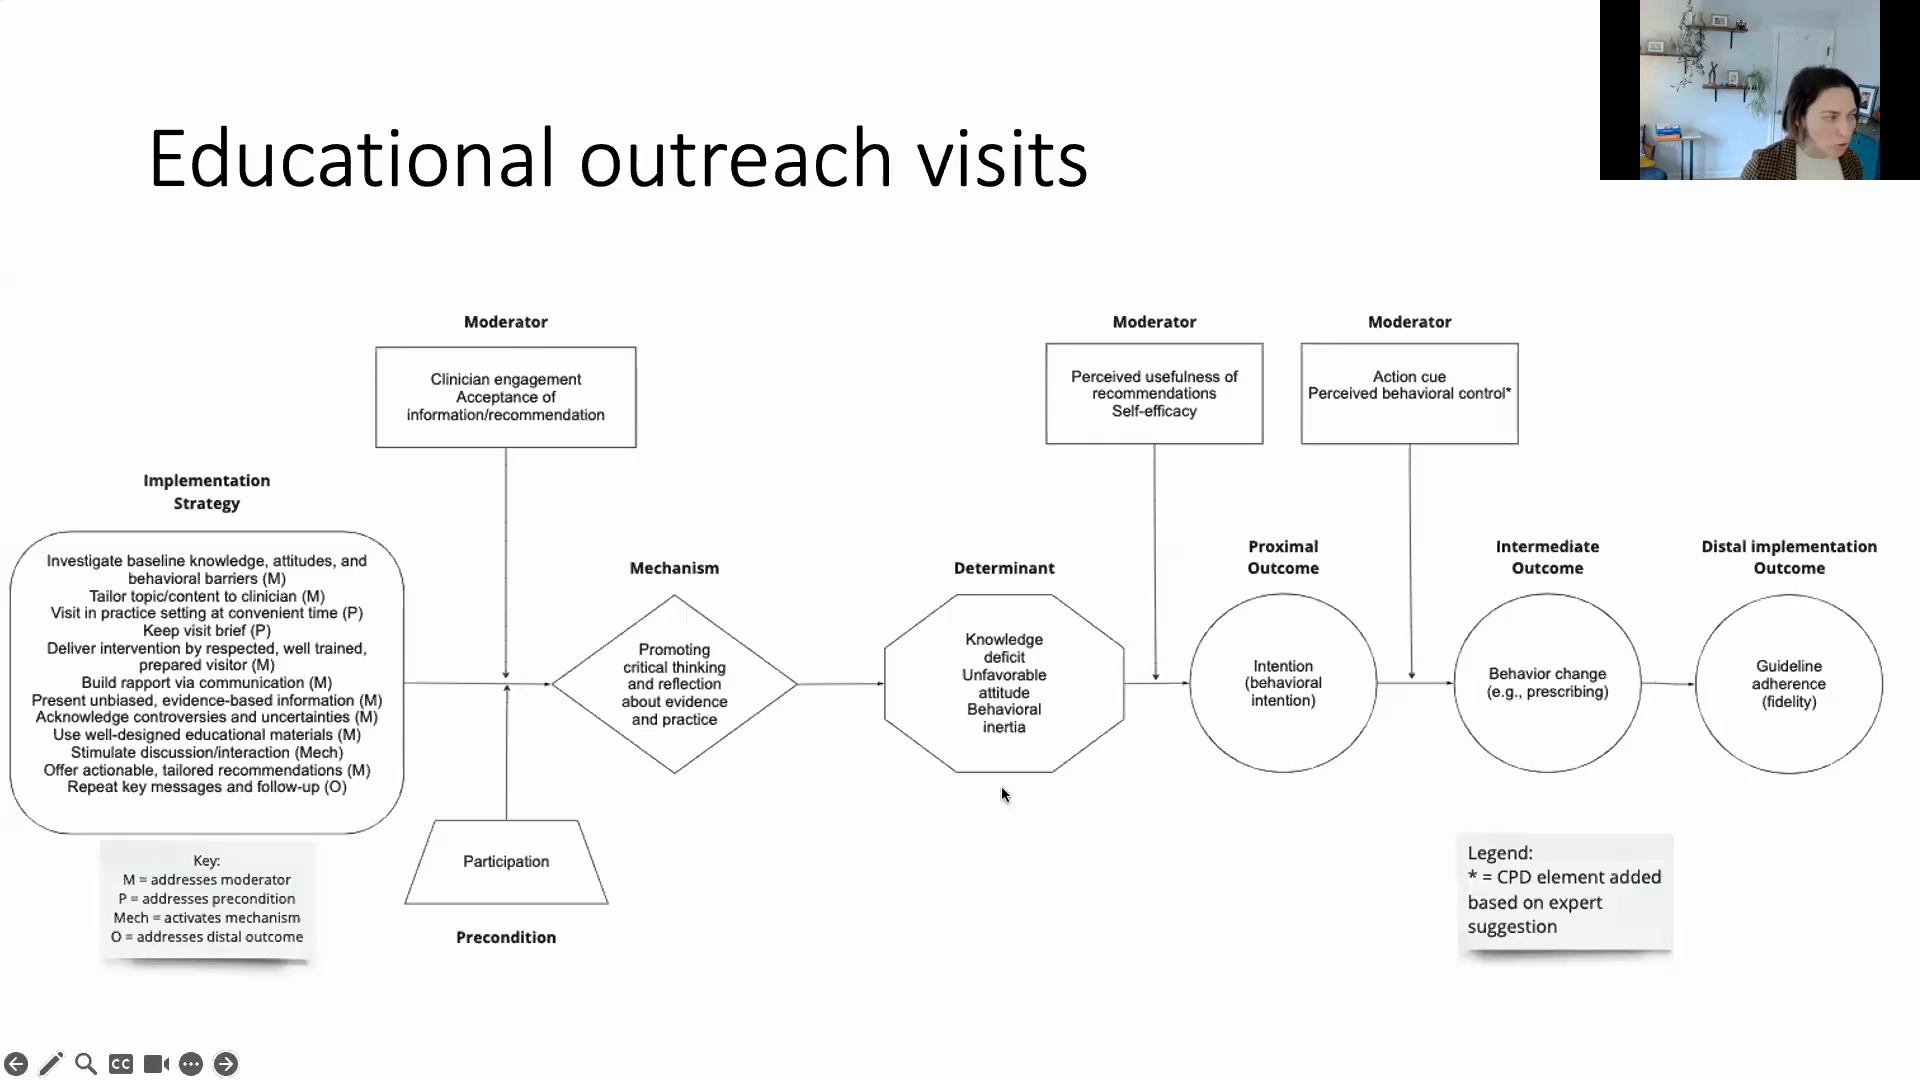 Educational outreach visits
Moderator
Clinician engagement
Acceptance of
information/recommendation
Moderator
Perceived usefulness of
recommendations
Self-efficacy
Moderator
Action cue
Perceived behavioral control*
Implementation
Strategy
Investigate baseline knowledge, attitudes, and
behavioral barriers (M)
Tailor topic/content to clinician (M)
Visit in practice setting at convenient time (P)
Keep visit brief (P)
Deliver intervention by respected, well trained,
prepared visitor (M)
Build rapport via communication (M)
Present unbiased, evidence-based information (M)
Acknowledge controversies and uncertainties (M)
Use well-designed educational materials (M)
Stimulate discussion/interaction (Mech)
Offer actionable, tailored recommendations (M)
Repeat key messages and follow-up (O)
Mechanism
Promoting
critical thinking
and reflection
about evidence
and practice
Determinant
Knowledge
deficit
Unfavorable
attitude
Behavioral
inertia
Proximal
Outcome
Intention
(behavioral
intention)
Intermediate
Outcome
Behavior change
(e.g., prescribing)
Distal implementation
Outcome
Guideline
adherence
(fidelity)
Participation
Precondition
Key:
M = addresses moderator
P = addresses precondition
Mech = activates mechanism
O = addresses distal outcome
Legend:
* = CPD element added
based on expert
suggestion
CC